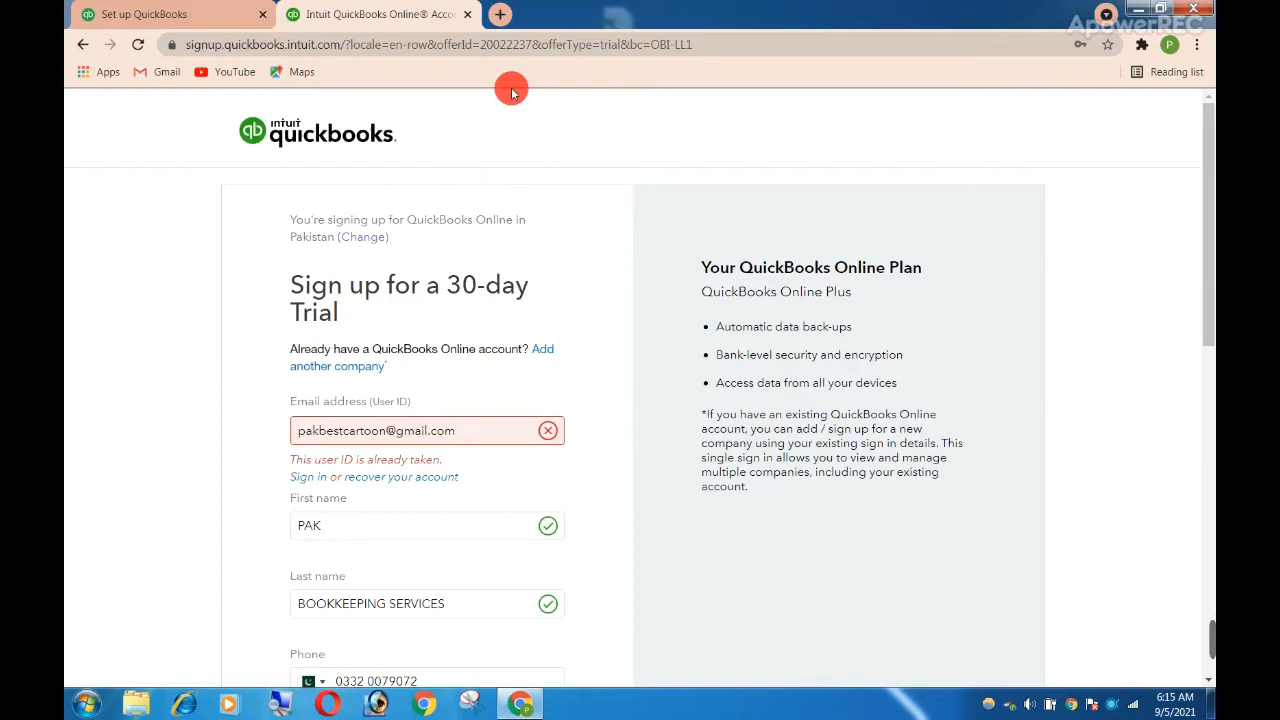 Set up QuickBooks
Intuit QuickBooks Online® Acco
ApowerREC
signup.quickbooks.intuit.com/?locale=en-row&offerId=20022237&offerType=trial&bc=OBI-LL1
P
Apps Gmail YouTube Maps Reading list
qb ıntuıt quickbooks.
You're signing up for QuickBooks Online in
Pakistan (Change)
Sign up for a 30-day
Trial
Already have a QuickBooks Online account? Add
another company*
Email address (User ID)
pakbestcartoon@gmail.com
This user ID is already taken.
Sign in or recover your account
First name
PAK
Last name
BOOKKEEPING SERVICES
Phone
0332 0079072
Your QuickBooks Online Plan
QuickBooks Online Plus
• Automatic data back-ups
• Bank-level security and encryption
• Access data from all your devices
*If you have an existing QuickBooks Online
account, you can add / sign up for a new
company using your existing sign in details. This
single sign in allows you to view and manage
multiple companies, including your existing
account.
6:15 AM
9/5/2021